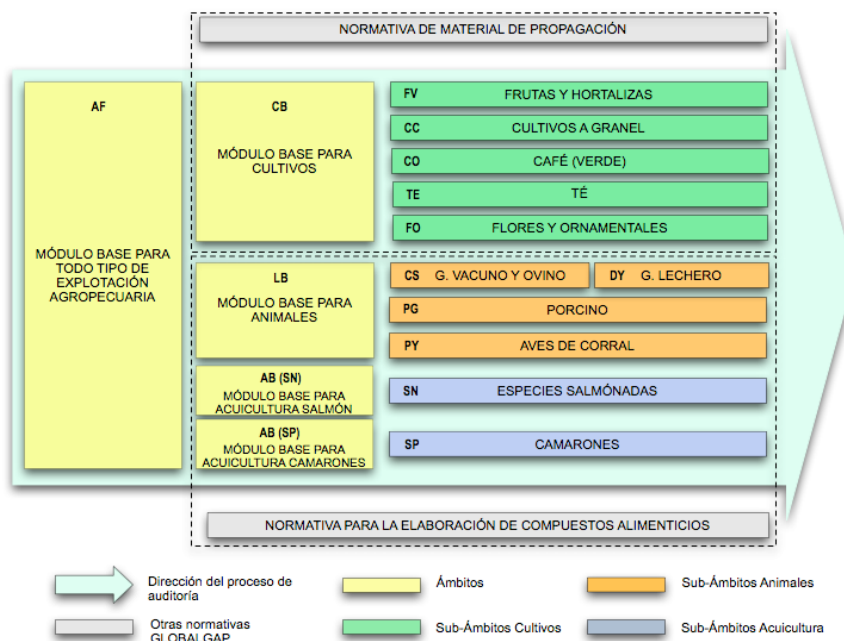 NORMATIVA DE MATERIAL DE PROPAGACIÓN
AF
MÓDULO BASE PARA
TODO TIPO DE
EXPLOTACIÓN
AGROPECUARIA
CB
MÓDULO BASE PARA
CULTIVOS
FV FRUTAS Y HORTALIZAS
CC CULTIVOS A GRANEL
CO CAFÉ (VERDE)
TE TÉ
FO FLORES Y ORNAMENTALES
LB
MÓDULO BASE PARA
ANIMALES
CS G. VACUNO Y OVINO
DY G. LECHERO
PG PORCINO
PY AVES DE CORRAL
AB (SN)
MÓDULO BASE PARA
ACUICULTURA SALMÓN
SN ESPECIES SALMÓNADAS
AB (SP)
MÓDULO BASE PARA
ACUICULTURA CAMARONES
SP CAMARONES
NORMATIVA PARA LA ELABORACIÓN DE COMPUESTOS ALIMENTICIOS
Dirección del proceso de
auditoría
Ámbitos
Sub-Ámbitos Animales
Otras normativas
GLOBALGAP
Sub-Ámbitos Cultivos
Sub-Ámbitos Acuicultura